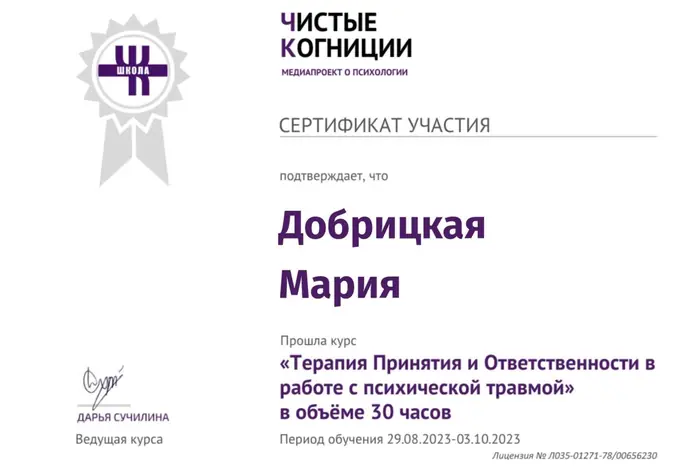 ШКОЛА
ЧИСТЫЕ
КОГНИЦИИ
МЕДИАПРОЕКТ О ПСИХОЛОГИИ
СЕРТИФИКАТ УЧАСТИЯ
подтверждает, что
Добрицкая
Мария
Прошла курс
«Терапия Принятия и Ответственности в
работе с психической травмой»
в объёме 30 часов
ДАРЬЯ СУЧИЛИНА
Ведущая курса
Период обучения 29.08.2023-03.10.2023
Лицензия № Л035-01271-78/00656230